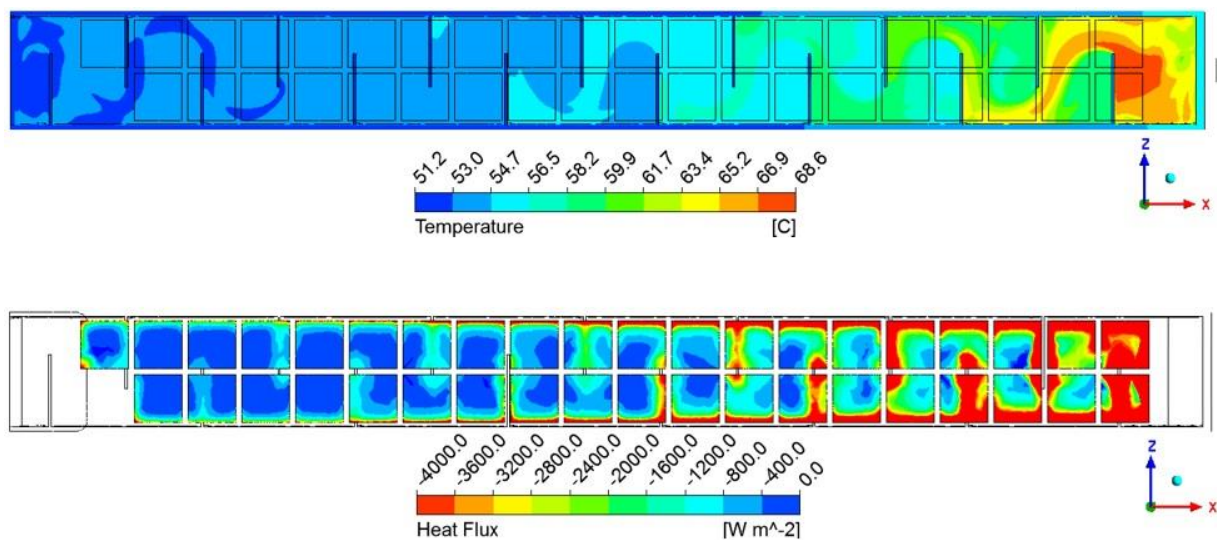 51.2 53.0 54.7 56.5 58.2 59.9 61.7 63.4 65.2 66.9 68.6
Temperature [C]
Z
X
-4000.0 -3600.0 -3200.0 -2800.0 -2400.0 -2000.0 -1600.0 -1200.0 -800.0 -400.0 0.0
Heat Flux [W m^-2]
Z
X